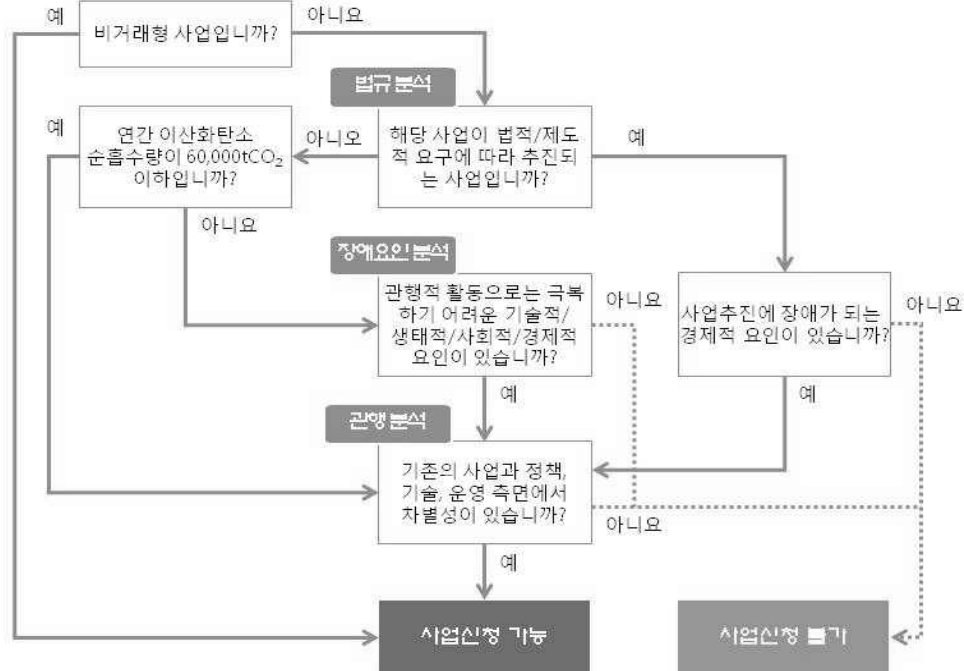 예
비거래형 사업입니까?
아니요
법규 분석
예
연간 이산화탄소
순흡수량이 60,000tCO₂
이하입니까?
아니오
해당 사업이 법적/제도
적 요구에 따라 추진되
는 사업입니까?
예
아니요
장애요인 분석
관행적 활동으로는 극복
하기 어려운 기술적/
생태적/사회적/경제적
요인이 있습니까?
아니요
사업추진에 장애가 되는
경제적 요인이 있습니까?
아니요
예
예
관행 분석
기존의 사업과 정책,
기술, 운영 측면에서
차별성이 있습니까?
아니요
예
사업신청 가능
사업신청 불가